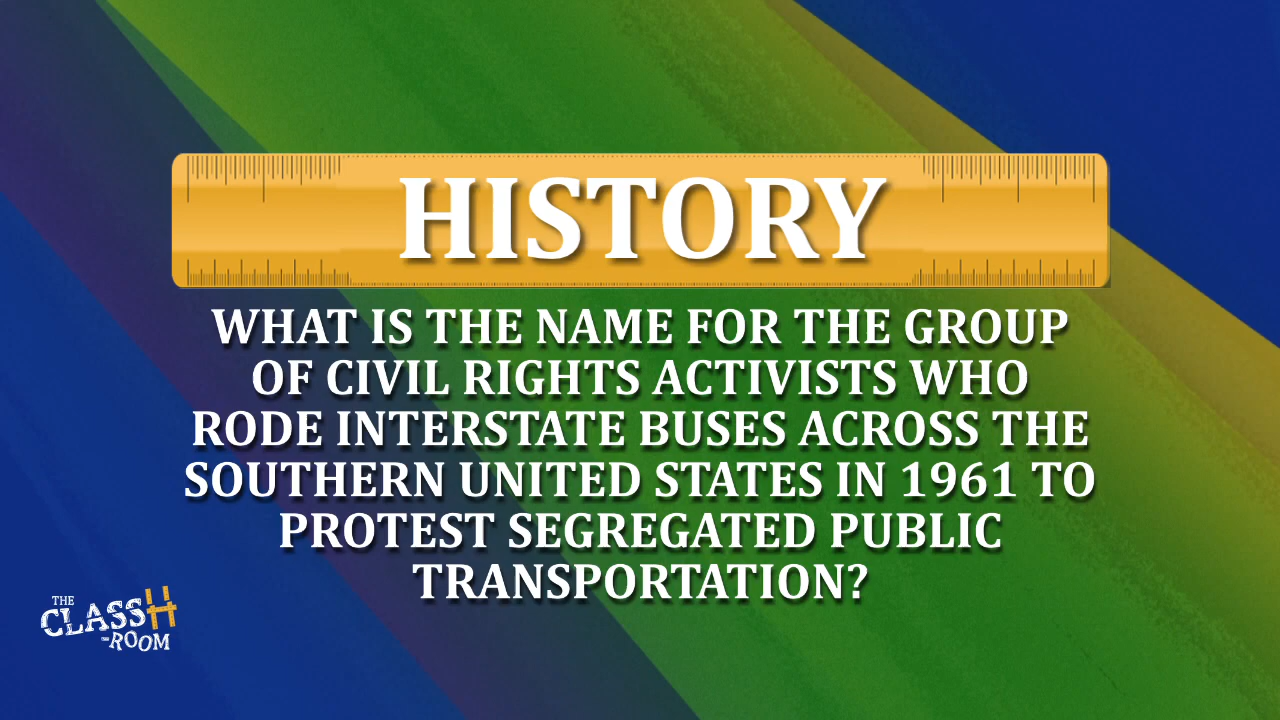 HISTORY
WHAT IS THE NAME FOR THE GROUP
OF CIVIL RIGHTS ACTIVISTS WHO
RODE INTERSTATE BUSES ACROSS THE
SOUTHERN UNITED STATES IN 1961 TO
PROTEST SEGREGATED PUBLIC
TRANSPORTATION?
THE
CLASS H
-ROOM